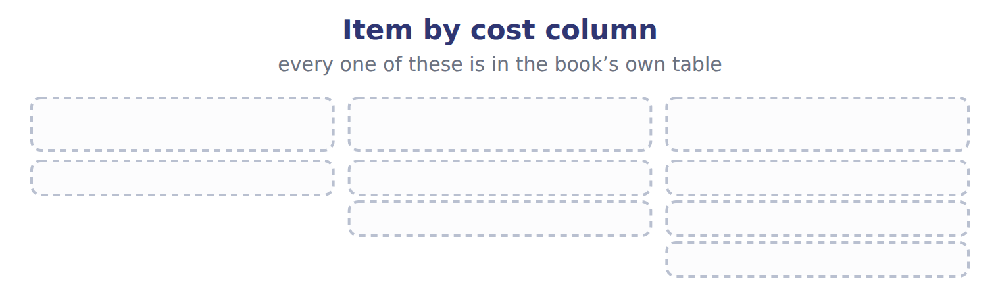 Item by cost column
every one of these is in the book’s own table